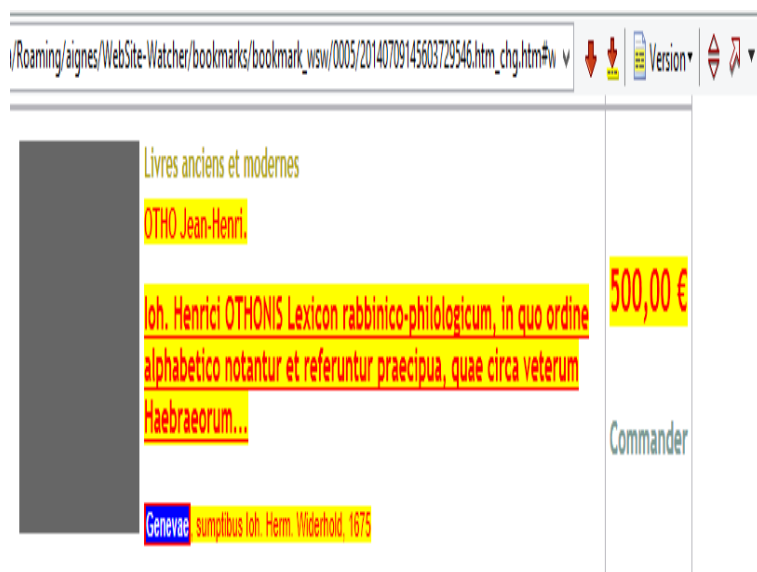 /Roaming/aignes/WebSite-Watcher/bookmarks/bookmark_wsw/0005/20140709145603729546.htm_chg.htm#w
Version
Livres anciens et modernes
OTHO Jean-Henri.
Ioh. Henrici OTHONIS Lexicon rabbinico-philologicum, in quo ordine
alphabetico notantur et referuntur praecipua, quae circa veterum
Haebraeorum...
Genevae, sumptibus Ioh. Herm. Widerhold, 1675
500,00 €
Commander